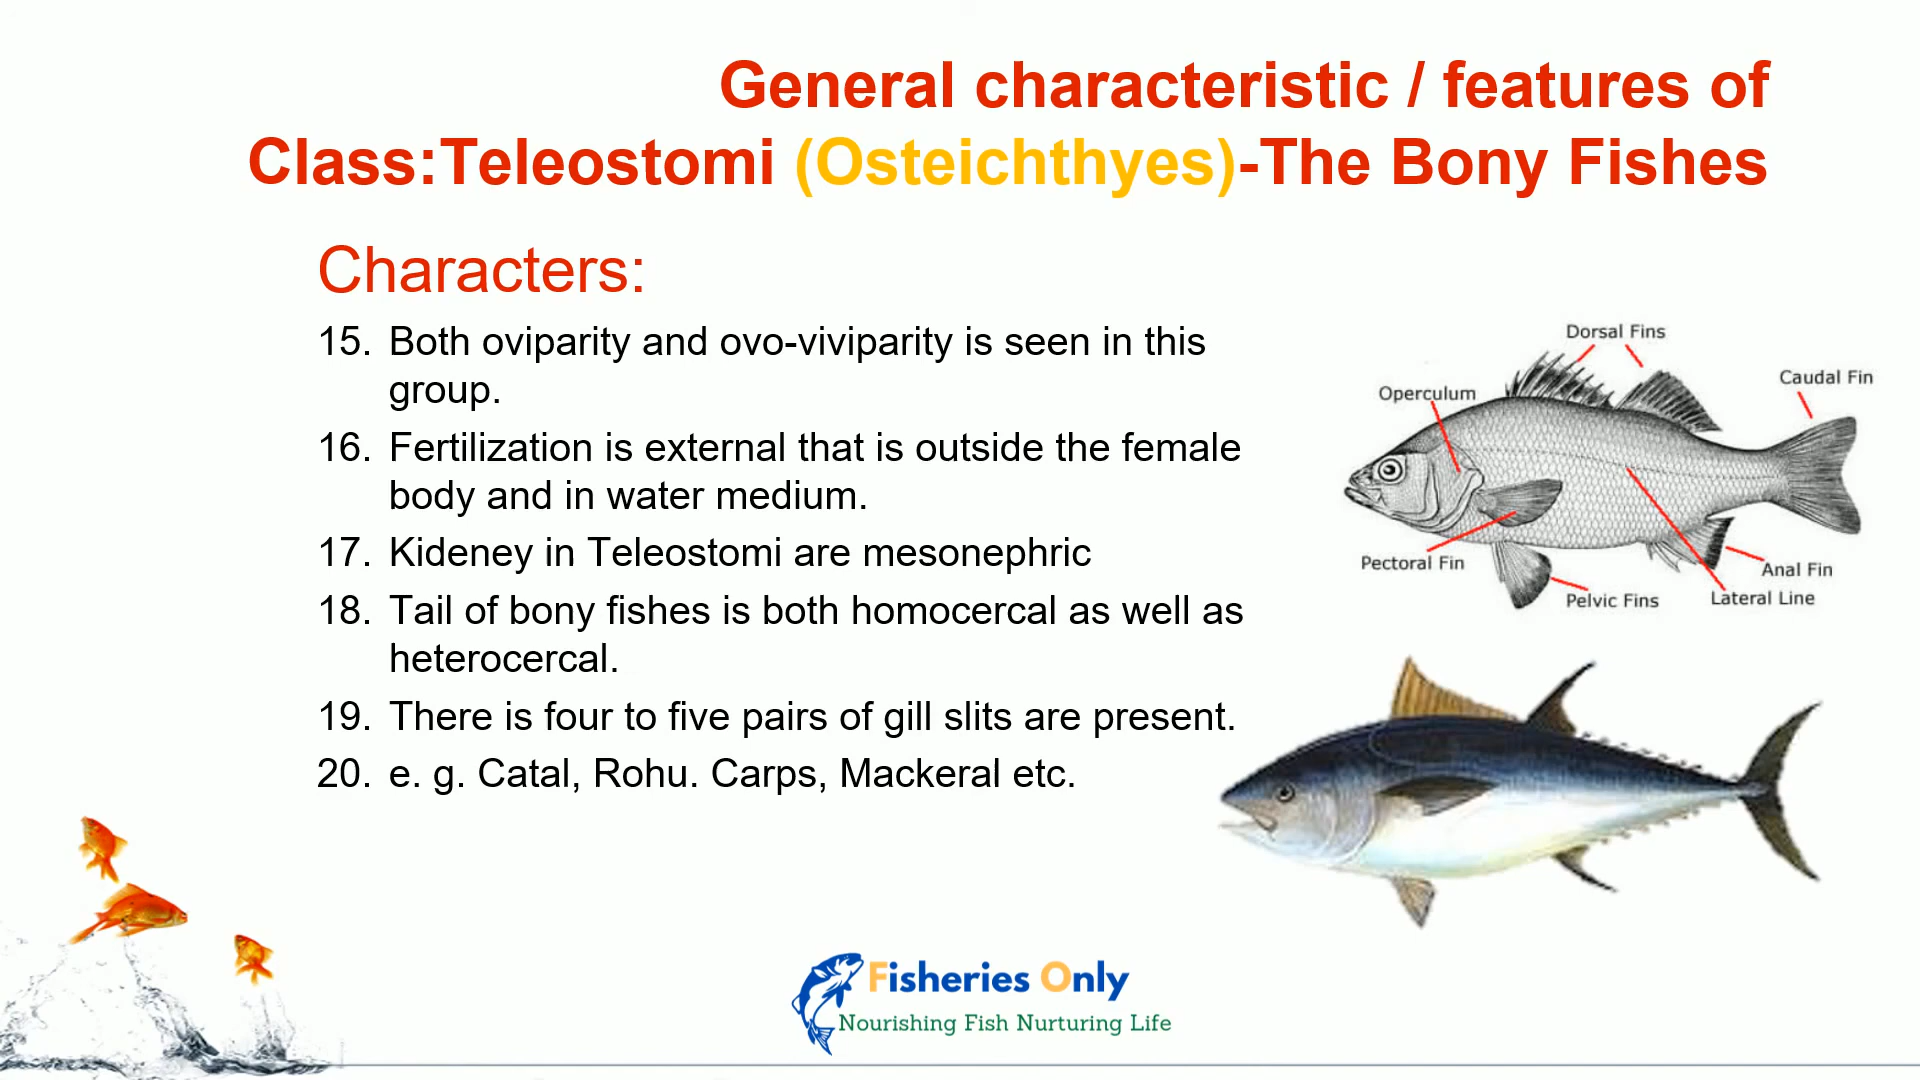 General characteristic / features of
Class:Teleostomi (Osteichthyes)-The Bony Fishes
Characters:
15. Both oviparity and ovo-viviparity is seen in this
group.
16. Fertilization is external that is outside the female
body and in water medium.
17. Kideney in Teleostomi are mesonephric
18. Tail of bony fishes is both homocercal as well as
heterocercal.
19. There is four to five pairs of gill slits are present.
20. e. g. Catal, Rohu. Carps, Mackeral etc.
Dorsal Fins
Caudal Fin
Operculum
Pectoral Fin
Anal Fin
Pelvic Fins
Lateral Line
Fisheries Only
Nourishing Fish Nurturing Life